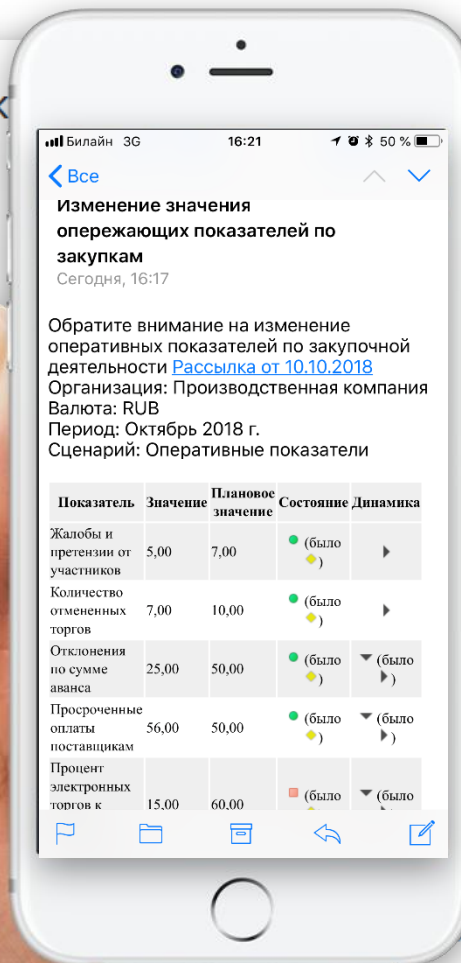 к
Билайн 3G 16:21 50 %
Все
Изменение значения
опережающих показателей по
закупкам
Сегодня, 16:17
Обратите внимание на изменение
оперативных показателей по закупочной
деятельности Рассылка от 10.10.2018
Организация: Производственная компания
Валюта: RUB
Период: Октябрь 2018 г.
Сценарий: Оперативные показатели
Показатель Значение Плановое значение Состояние Динамика
Жалобы и
претензии от 5,00 7,00 (было
участников )
Количество
отмененных 7,00 10,00 (было
торгов )
Отклонения
по сумме 25,00 50,00 (было ) (было )
аванса
Просроченные
оплаты 56,00 50,00 (было ) (было )
поставщикам
Процент
электронных
торгов к 15,00 60,00 (было (было